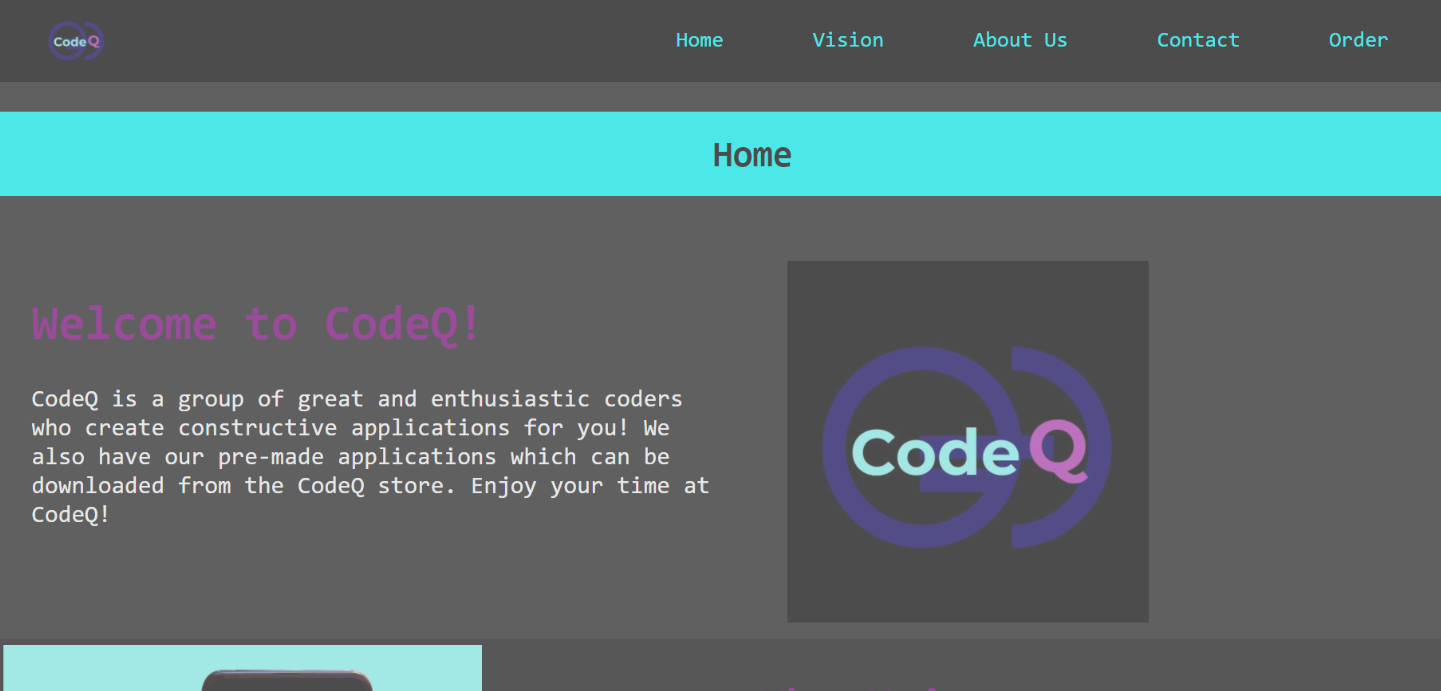 Code Q
Home Vision About Us Contact Order
Home
Welcome to CodeQ!
CodeQ is a group of great and enthusiastic coders
who create constructive applications for you! We
also have our pre-made applications which can be
downloaded from the CodeQ store. Enjoy your time at
CodeQ!
Code Q